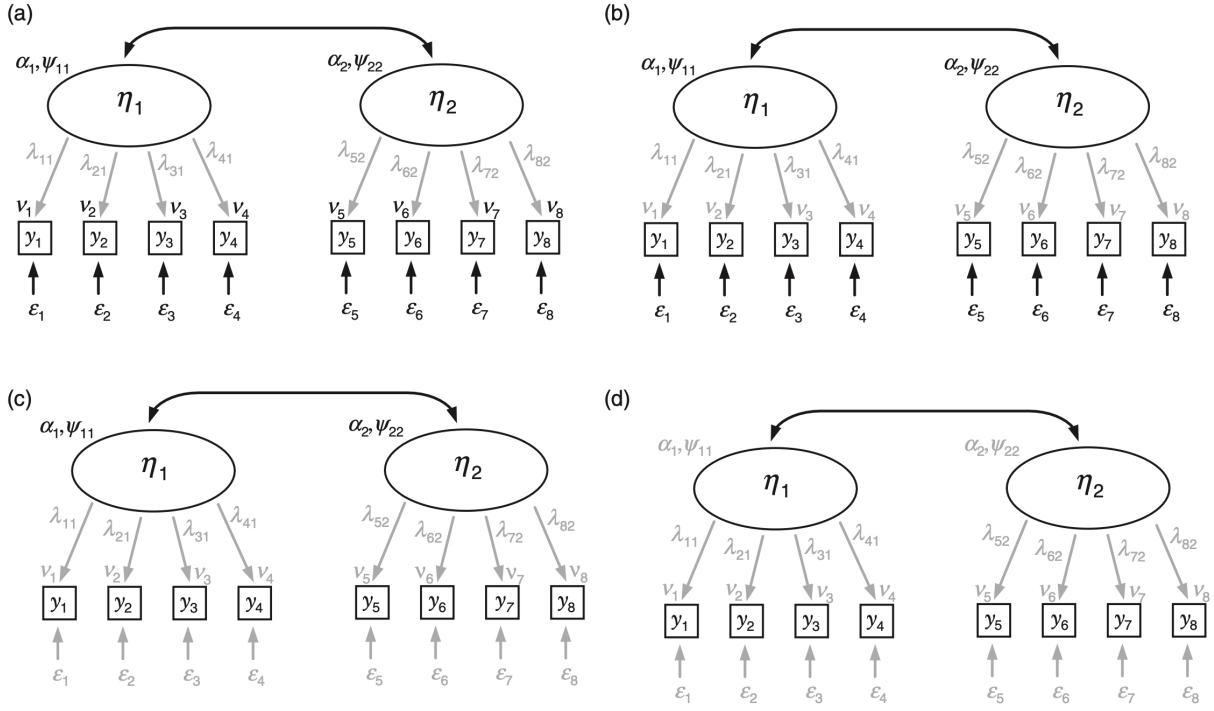 (a)
α₁,ψ₁₁ α₂,ψ₂₂
η₁ η₂
λ₁₁ λ₂₁ λ₃₁ λ₄₁ λ₅₂ λ₆₂ λ₇₂ λ₈₂
ν₁ ν₂ ν₃ ν₄ ν₅ ν₆ ν₇ ν₈
y₁ y₂ y₃ y₄ y₅ y₆ y₇ y₈
ε₁ ε₂ ε₃ ε₄ ε₅ ε₆ ε₇ ε₈
(b)
α₁,ψ₁₁ α₂,ψ₂₂
η₁ η₂
λ₁₁ λ₂₁ λ₃₁ λ₄₁ λ₅₂ λ₆₂ λ₇₂ λ₈₂
ν₁ ν₂ ν₃ ν₄ ν₅ ν₆ ν₇ ν₈
y₁ y₂ y₃ y₄ y₅ y₆ y₇ y₈
ε₁ ε₂ ε₃ ε₄ ε₅ ε₆ ε₇ ε₈
(c)
α₁,ψ₁₁ α₂,ψ₂₂
η₁ η₂
λ₁₁ λ₂₁ λ₃₁ λ₄₁ λ₅₂ λ₆₂ λ₇₂ λ₈₂
ν₁ ν₂ ν₃ ν₄ ν₅ ν₆ ν₇ ν₈
y₁ y₂ y₃ y₄ y₅ y₆ y₇ y₈
ε₁ ε₂ ε₃ ε₄ ε₅ ε₆ ε₇ ε₈
(d)
α₁,ψ₁₁ α₂,ψ₂₂
η₁ η₂
λ₁₁ λ₂₁ λ₃₁ λ₄₁ λ₅₂ λ₆₂ λ₇₂ λ₈₂
ν₁ ν₂ ν₃ ν₄ ν₅ ν₆ ν₇ ν₈
y₁ y₂ y₃ y₄ y₅ y₆ y₇ y₈
ε₁ ε₂ ε₃ ε₄ ε₅ ε₆ ε₇ ε₈